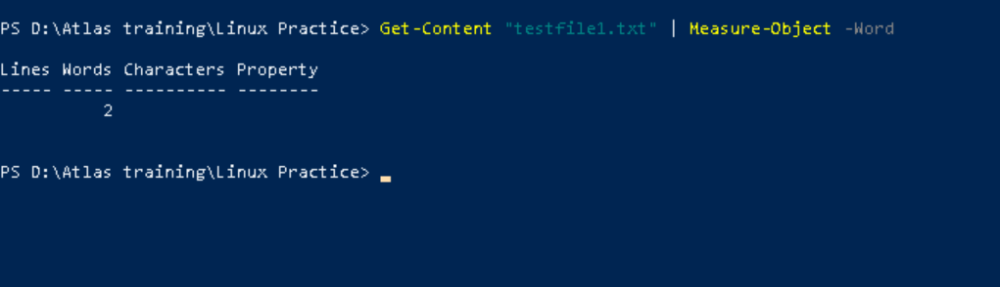 PS D:\Atlas training\Linux Practice> Get-Content "testfile1.txt" | Measure-Object -Word
Lines Words Characters Property
----- ----- ---------- --------
2
PS D:\Atlas training\Linux Practice>